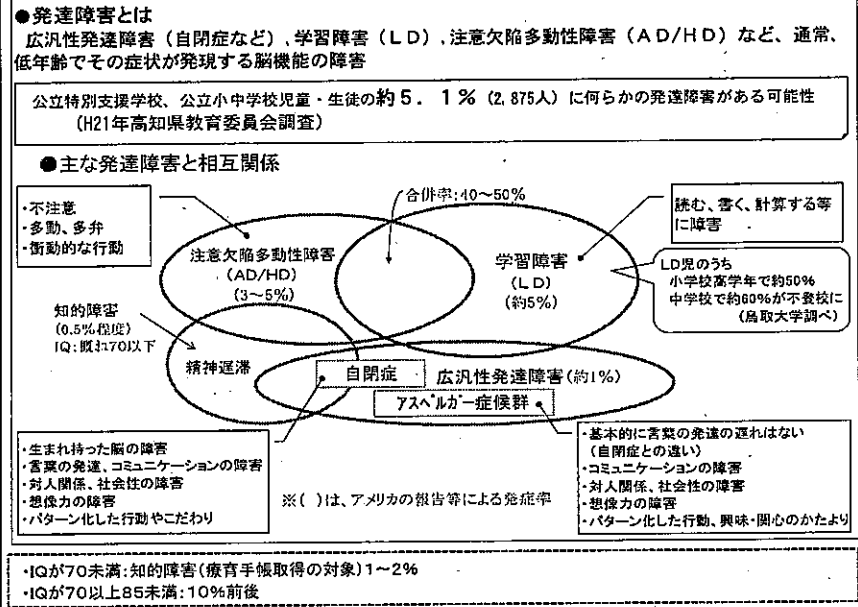 ●発達障害とは
広汎性発達障害（自閉症など）,学習障害（ＬＤ）,注意欠陥多動性障害（ＡＤ/ＨＤ）など、通常、
低年齢でその症状が発現する脳機能の障害
公立特別支援学校、公立小中学校児童・生徒の約５．１％（2,875人）に何らかの発達障害がある可能性
（H21年高知県教育委員会調査）
●主な発達障害と相互関係
・不注意
・多動、多弁
・衝動的な行動
合併率:40～50%
読む、書く、計算する等
に障害
注意欠陥多動性障害
（AD/HD）
（3～5%）
学習障害
（ＬＤ）
（約5%）
LD児のうち
小学校高学年で約50%
中学校で約60%が不登校に
（鳥取大学調べ）
知的障害
（0.5%程度）
IQ:概ね70以下
精神遅滞
自閉症
広汎性発達障害（約1%）
アスペルガー症候群
・生まれ持った脳の障害
・言葉の発達、コミュニケーションの障害
・対人関係、社会性の障害
・想像力の障害
・パターン化した行動やこだわり
※( )は、アメリカの報告等による発症率
・基本的に言葉の発達の遅れはない
（自閉症との違い）
・コミュニケーションの障害
・対人関係、社会性の障害
・想像力の障害
・パターン化した行動、興味・関心のかたより
・IQが70未満:知的障害（療育手帳取得の対象）1～2%
・IQが70以上85未満:10%前後